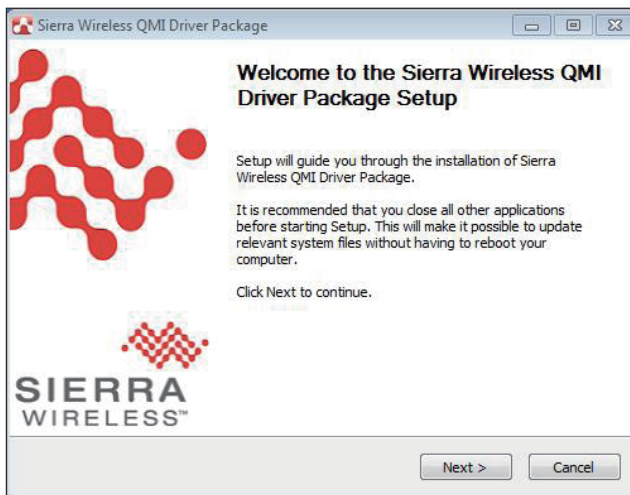 Sierra Wireless QMI Driver Package
Welcome to the Sierra Wireless QMI
Driver Package Setup
Setup will guide you through the installation of Sierra
Wireless QMI Driver Package.
It is recommended that you close all other applications
before starting Setup. This will make it possible to update
relevant system files without having to reboot your
computer.
Click Next to continue.
SIERRA
WIRELESS™
Next >
Cancel